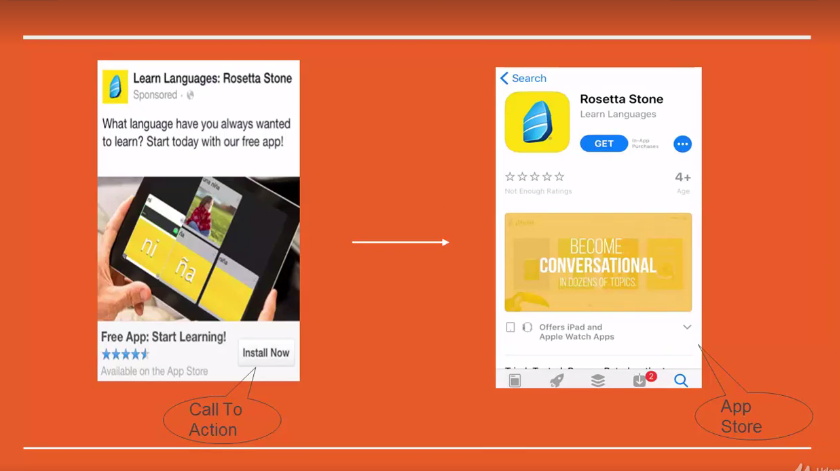 Learn Languages: Rosetta Stone
Sponsored ·
What language have you always wanted
to learn? Start today with our free app!
ni
ña
Free App: Start Learning!
Available on the App Store
Install Now
Call To
Action
Search
Rosetta Stone
Learn Languages
GET
In-App
Purchases
Not Enough Ratings
4+
Age
BECOME
CONVERSATIONAL
IN DOZENS OF TOPICS
Offers iPad and
Apple Watch Apps
2
App
Store